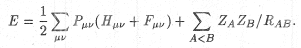 E = \frac{1}{2} \sum_{\mu\nu} P_{\mu\nu} (H_{\mu\nu} + F_{\mu\nu}) + \sum_{A<B} Z_A Z_B / R_{AB}.